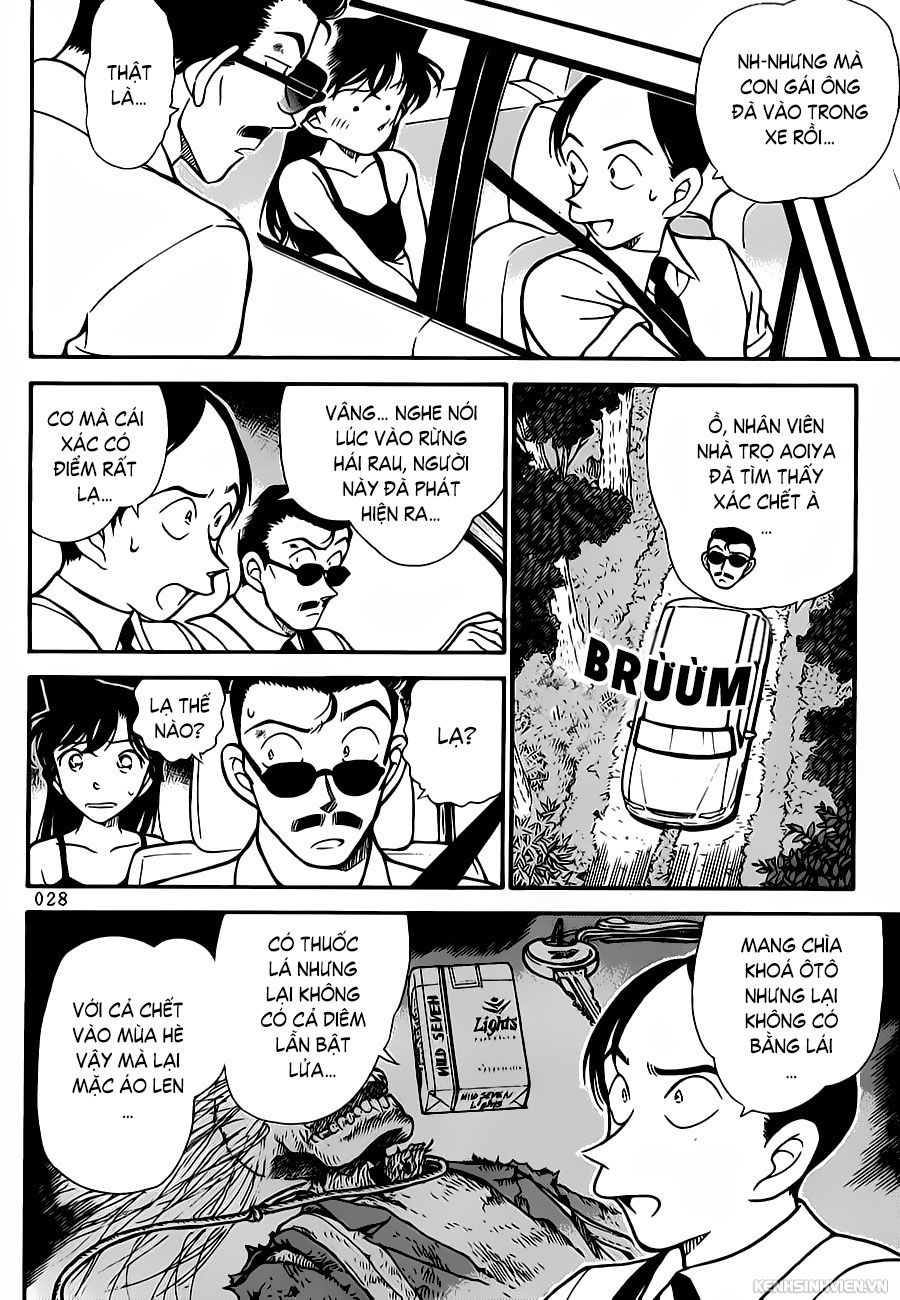 NH-NHƯNG MÀ
CON GÁI ÔNG
ĐÃ VÀO TRONG
XE RỒI...
THẬT
LÀ...
Ồ, NHÂN VIÊN
NHÀ TRỌ AOIYA
ĐÃ TÌM THẤY
XÁC CHẾT À
...
BRỪỪM
VÂNG... NGHE NÓI
LÚC VÀO RỪNG
HÁI RAU, NGƯỜI
NÀY ĐÃ PHÁT
HIỆN RA...
CƠ MÀ CÁI
XÁC CÓ
ĐIỂM RẤT
LẠ...
LẠ?
LẠ THẾ
NÀO?
028
MANG CHÌA
KHOÁ ÔTÔ
NHƯNG LẠI
KHÔNG CÓ
BẰNG LÁI
...
CÓ THUỐC
LÁ NHƯNG
LẠI KHÔNG
CÓ CẢ DIÊM
LẪN BẬT
LỬA...
MILD SEVEN
Lights
MILD SEVEN
Lights
VỚI CẢ CHẾT
VÀO MÙA HÈ
VẬY MÀ LẠI
MẶC ÁO LEN
...
KENHSINHVIEN.VN